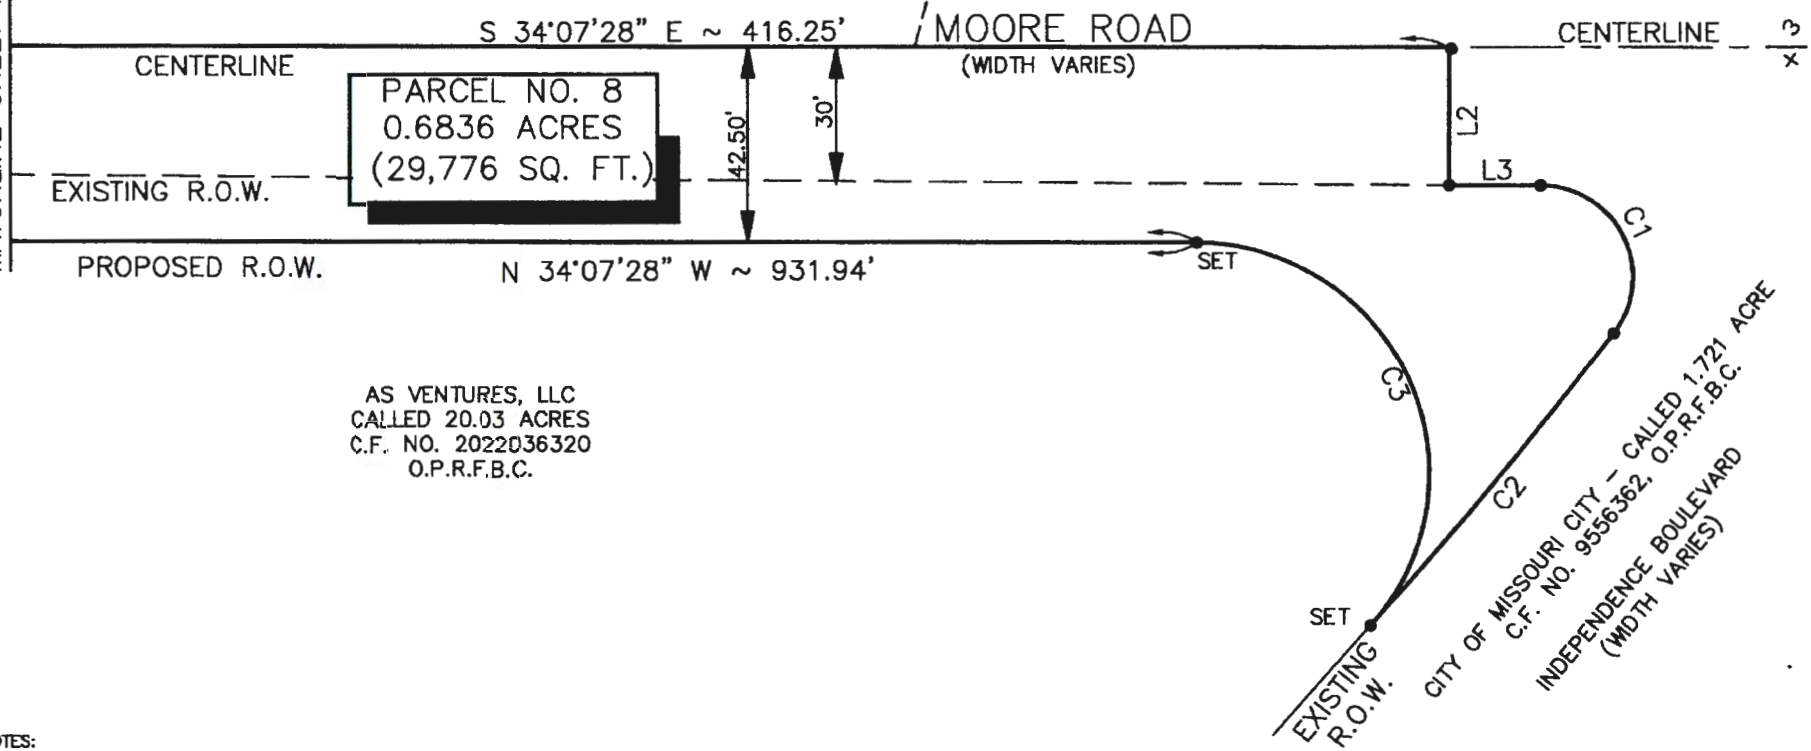 S 34°07'28" E ~ 416.25'
MOORE ROAD
(WIDTH VARIES)
CENTERLINE
CENTERLINE
PARCEL NO. 8
0.6836 ACRES
(29,776 SQ. FT.)
42.50'
30'
L2
L3
EXISTING R.O.W.
PROPOSED R.O.W.
N 34°07'28" W ~ 931.94'
SET
C1
C3
C2
AS VENTURES, LLC
CALLED 20.03 ACRES
C.F. NO. 2022036320
O.P.R.F.B.C.
CITY OF MISSOURI CITY - CALLED 1.721 ACRE
C.F. NO. 9556362, O.P.R.F.B.C.
INDEPENDENCE BOULEVARD
(WIDTH VARIES)
SET
EXISTING
R.O.W.